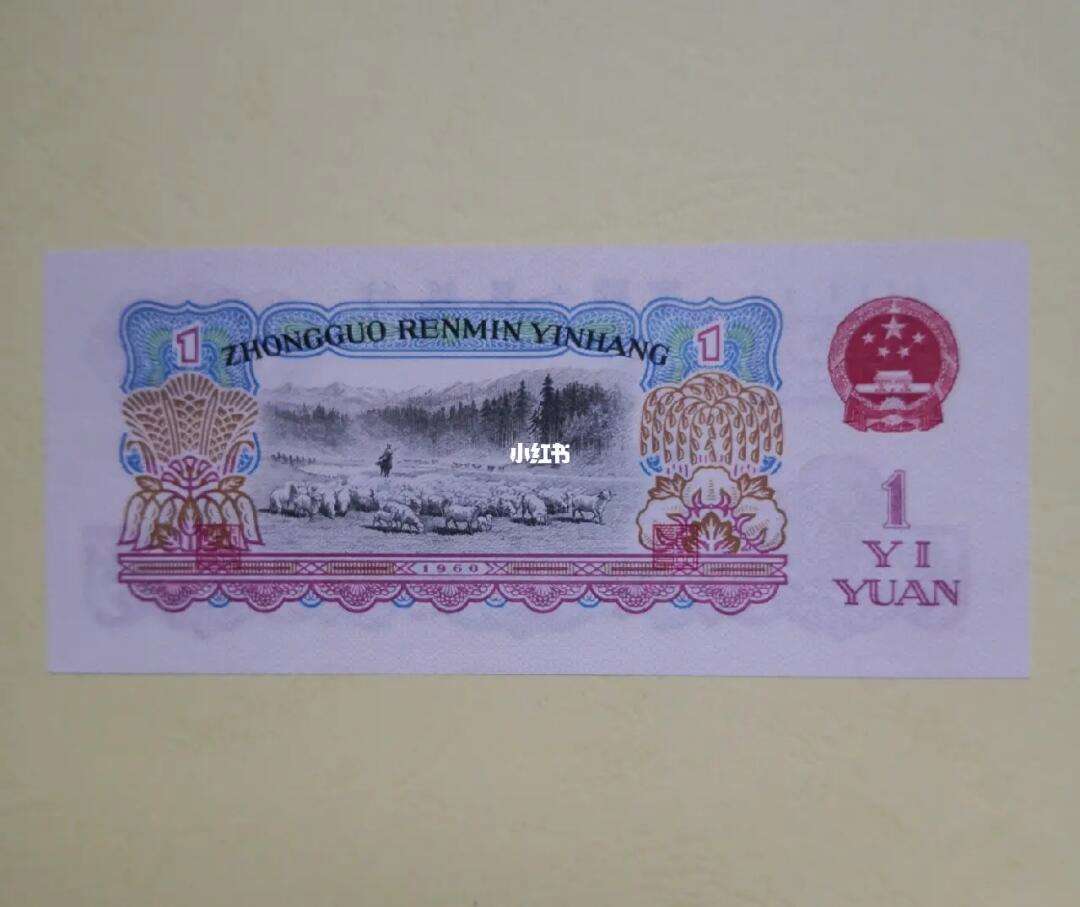 1
ZHONGGUO RENMIN YINHANG
1
小红书
1960
1
YI
YUAN